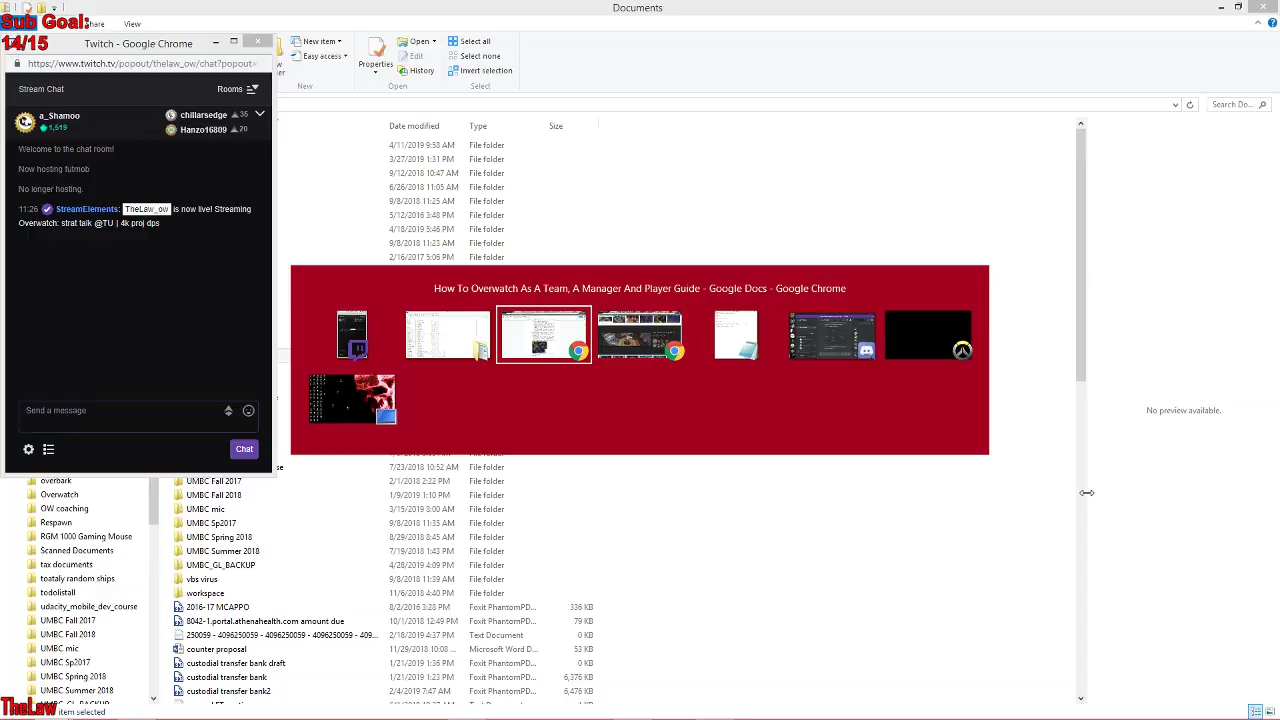 Documents
Sub Goal:
14/15
Share
View
Twitch - Google Chrome
https://www.twitch.tv/popout/thelaw_ow/chat?popout=
Stream Chat
Rooms
a_Shamoo
1,519
chillarsedge
35
Hanzo16809
20
Welcome to the chat room!
Now hosting futmob
No longer hosting.
11:26 StreamElements: TheLaw_ow is now live! Streaming
Overwatch: strat talk @TU | 4k proj dps
Send a message
Chat
New item
Easy access
New
Properties
Open
Edit
History
Open
Select all
Select none
Invert selection
Select
Search Do...
Date modified
Type
Size
4/11/2019 9:58 AM File folder
3/27/2019 1:31 PM File folder
9/12/2018 10:47 AM File folder
6/26/2018 11:05 AM File folder
9/8/2018 11:25 AM File folder
5/12/2016 3:48 PM File folder
4/18/2019 5:46 PM File folder
9/8/2018 11:23 AM File folder
2/16/2017 5:06 PM File folder
How To Overwatch As A Team, A Manager And Player Guide - Google Docs - Google Chrome
No preview available.
7/23/2018 10:52 AM File folder
UMBC Fall 2017 2/1/2018 2:22 PM File folder
UMBC Fall 2018 1/9/2019 1:10 PM File folder
UMBC mic 3/15/2019 8:00 AM File folder
UMBC Sp2017 9/8/2018 11:35 AM File folder
UMBC Spring 2018 8/29/2018 8:45 AM File folder
UMBC Summer 2018 7/19/2018 1:43 PM File folder
UMBC_GL_BACKUP 4/28/2019 4:09 PM File folder
vbs virus 9/8/2018 11:39 AM File folder
workspace 11/6/2018 4:40 PM File folder
2016-17 MCAPPO 8/2/2016 3:28 PM Foxit PhantomPD... 336 KB
8042-1.portal.athenahealth.com amount due 10/1/2018 12:49 PM Foxit PhantomPD... 79 KB
250059 - 4096250059 - 4096250059 - 409... 2/18/2019 4:37 PM Text Document 0 KB
counter proposal 11/29/2018 10:08 ... Microsoft Word D... 53 KB
custodial transfer bank draft 1/21/2019 1:36 PM Foxit PhantomPD... 0 KB
custodial transfer bank 1/21/2019 1:23 PM Foxit PhantomPD... 6,376 KB
custodial transfer bank2 2/4/2019 7:47 AM Foxit PhantomPD... 6,476 KB
overbark
Overwatch
OW coaching
Respawn
RGM 1000 Gaming Mouse
Scanned Documents
tax documents
toataly random ships
todolistall
udacity_mobile_dev_course
UMBC Fall 2017
UMBC Fall 2018
UMBC mic
UMBC Sp2017
UMBC Spring 2018
UMBC Summer 2018
TheLaw
item selected